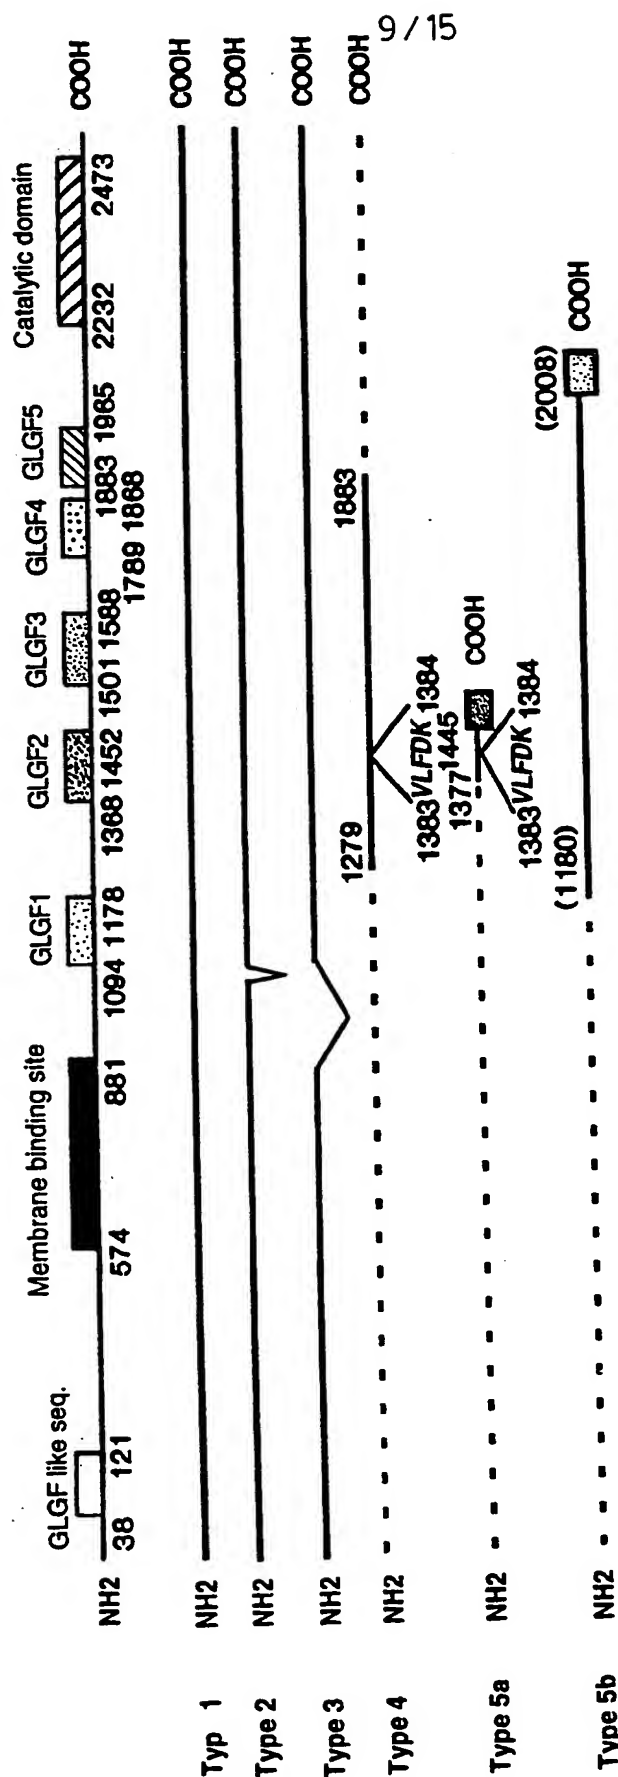 9/15
GLGF like seq. Membrane binding site GLGF1 GLGF2 GLGF3 GLGF4 GLGF5 Catalytic domain
NH2 COOH
38 121 574 881 1094 1178 1368 1452 1501 1588 1883 1965 2232 2473
1789 1868
Typ 1 NH2 COOH
Type 2 NH2 COOH
Type 3 NH2 COOH
Type 4 NH2 1279 1883 COOH
1383 VLFDK 1384
1377 1445
Type 5a NH2 COOH
1383 VLFDK 1384
(1180) (2008)
Type 5b NH2 COOH